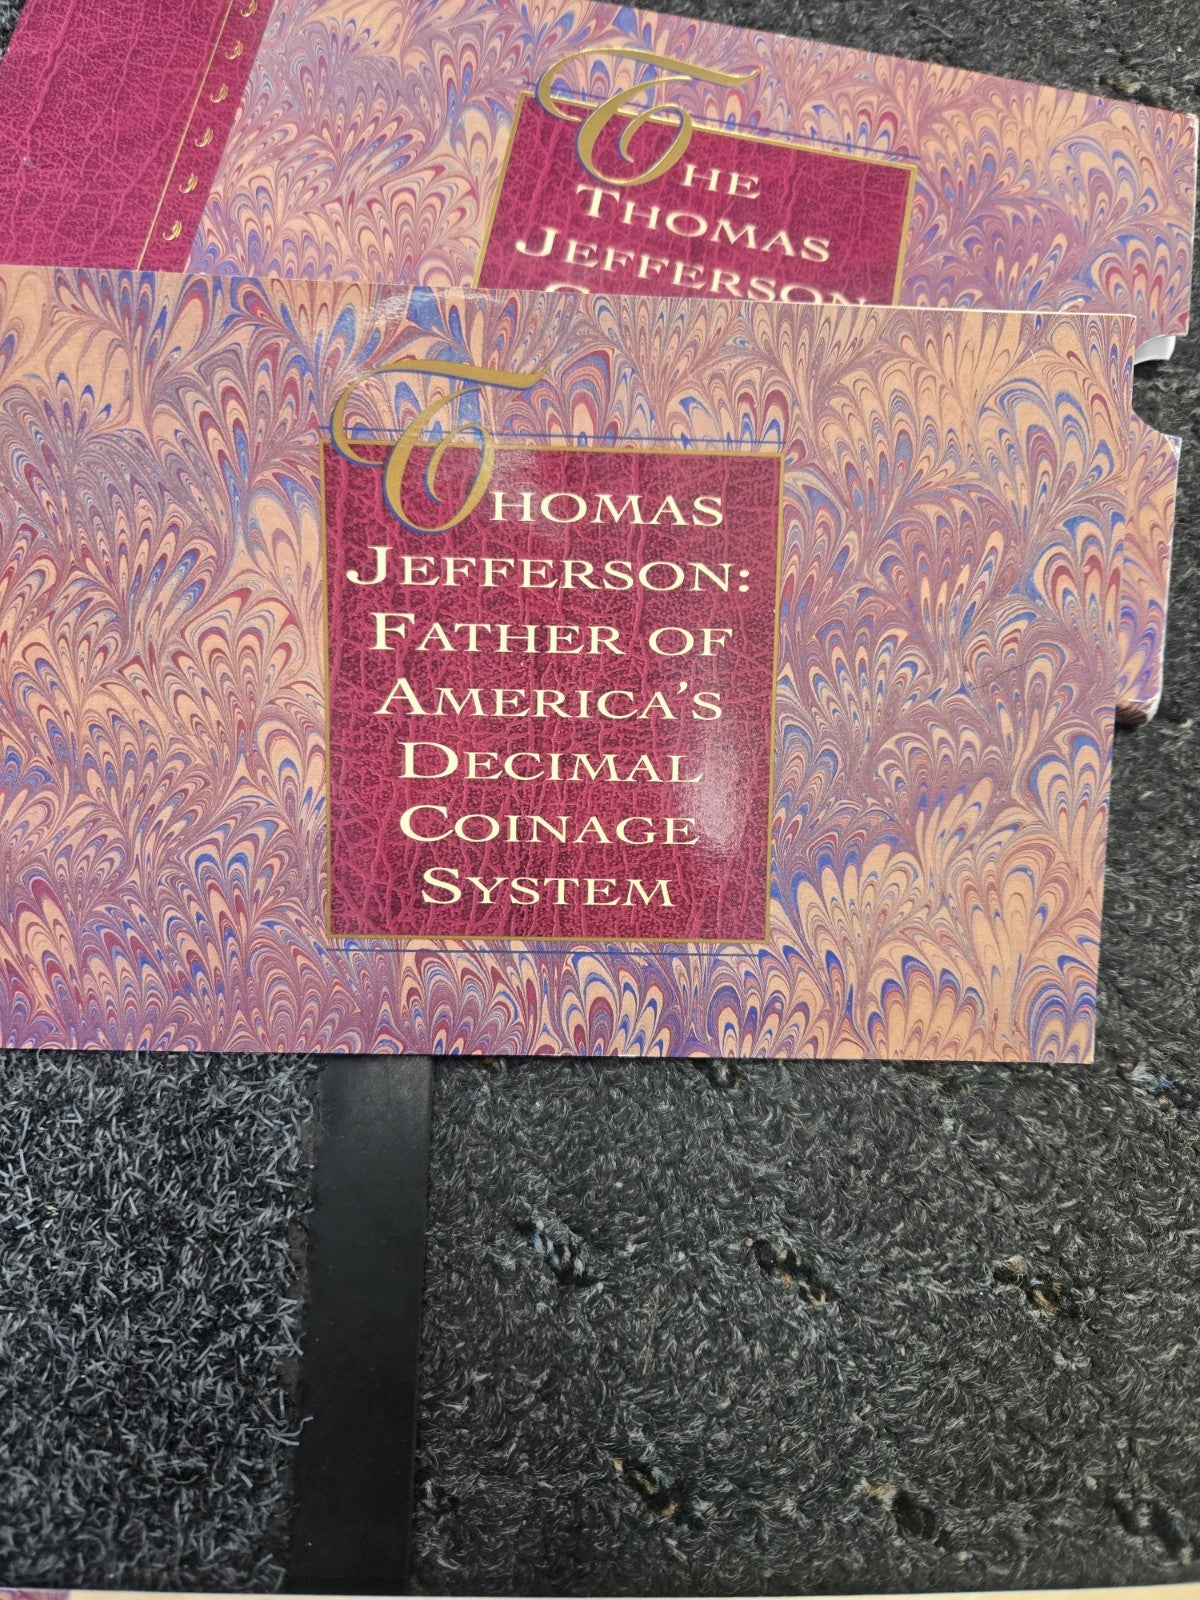 THE
THOMAS
JEFFERSON
THOMAS
JEFFERSON:
FATHER OF
AMERICA'S
DECIMAL
COINAGE
SYSTEM